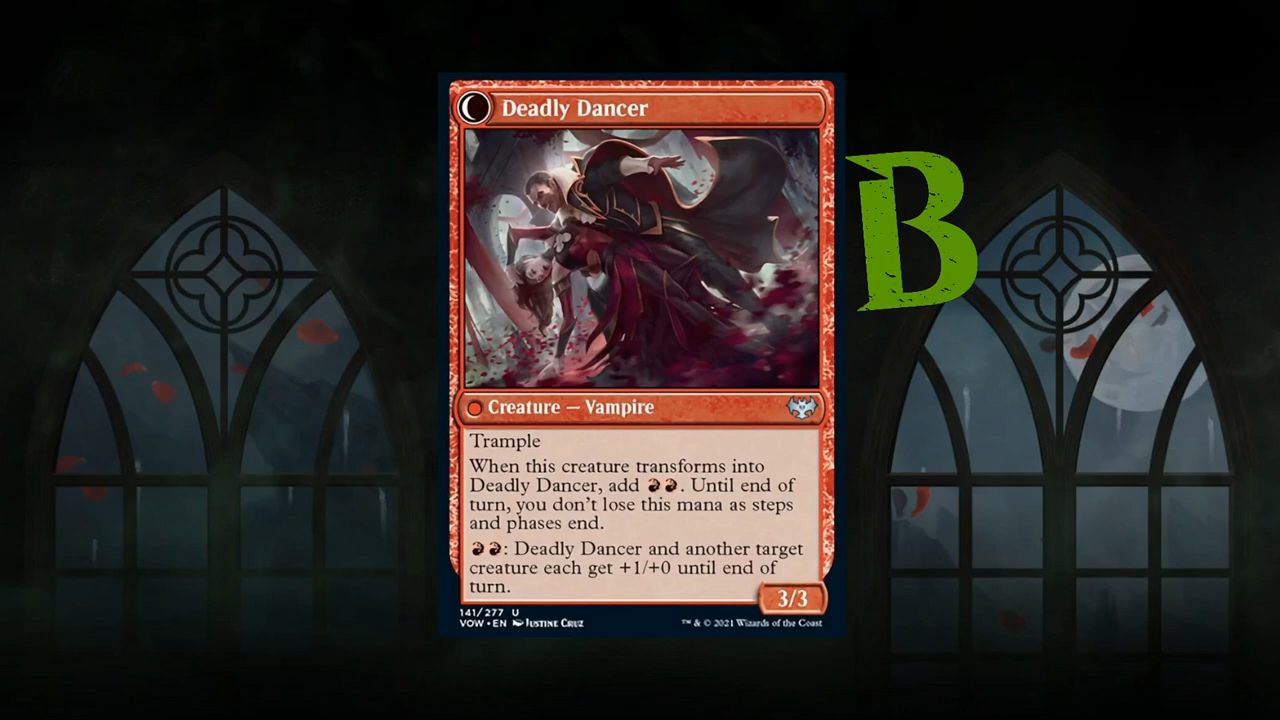 Deadly Dancer
B
Creature — Vampire
Trample
When this creature transforms into
Deadly Dancer, add . Until end of
turn, you don't lose this mana as steps
and phases end.
: Deadly Dancer and another target
creature each get +1/+0 until end of
turn.
3/3
141/277 U
VOW • EN Justine Cruz
™ & © 2021 Wizards of the Coast